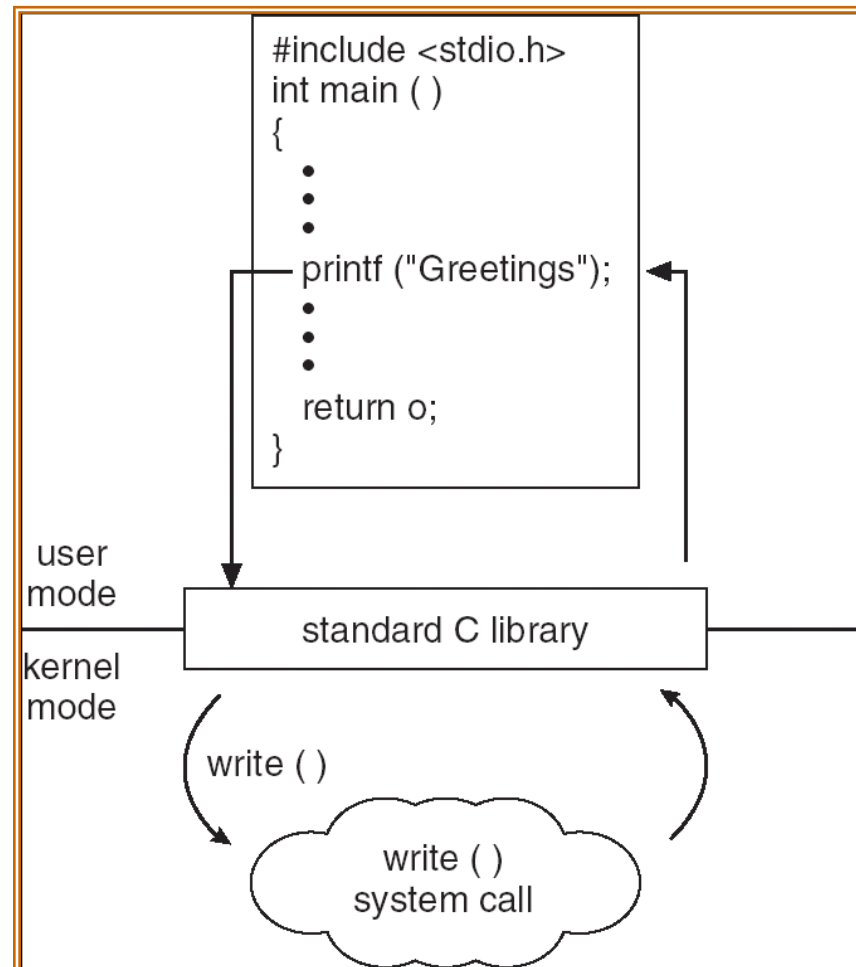 #include <stdio.h>
int main ( )
{
•
•
•
printf ("Greetings");
•
•
•
return o;
}
user
mode
standard C library
kernel
mode
write ( )
write ( )
system call